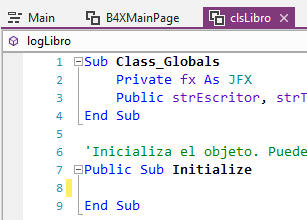 Main B4XMainPage clsLibro
logLibro
1 Sub Class_Globals
2 Private fx As JFX
3 Public strEscritor, strT
4 End Sub
5
6 'Inicializa el objeto. Puede
7 Public Sub Initialize
8
9 End Sub